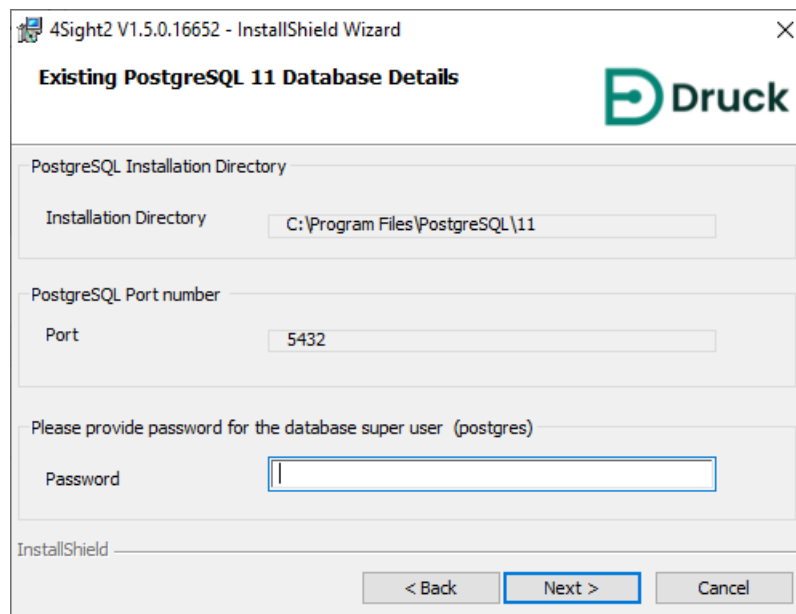 4Sight2 V1.5.0.16652 - InstallShield Wizard
Existing PostgreSQL 11 Database Details
Druck
PostgreSQL Installation Directory
Installation Directory C:\Program Files\PostgreSQL\11
PostgreSQL Port number
Port 5432
Please provide password for the database super user (postgres)
Password
InstallShield
< Back Next > Cancel